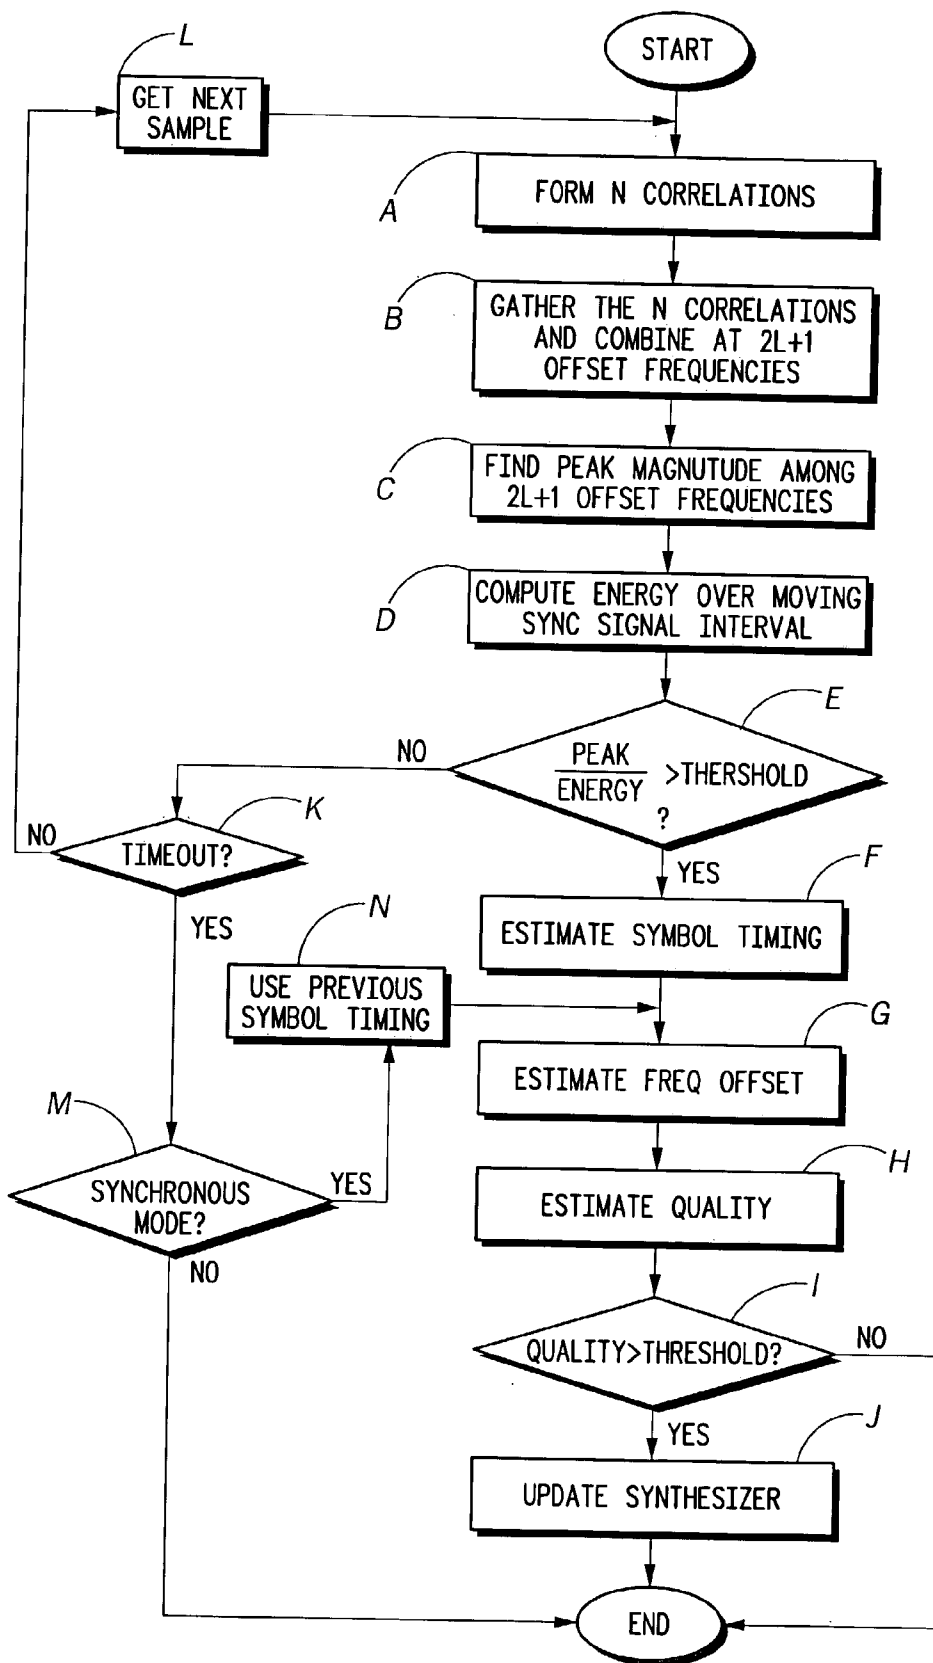 L
START
GET NEXT
SAMPLE
A
FORM N CORRELATIONS
B
GATHER THE N CORRELATIONS
AND COMBINE AT 2L+1
OFFSET FREQUENCIES
C
FIND PEAK MAGNUTUDE AMONG
2L+1 OFFSET FREQUENCIES
D
COMPUTE ENERGY OVER MOVING
SYNC SIGNAL INTERVAL
E
NO
PEAK
ENERGY
>THERSHOLD
?
K
NO
TIMEOUT?
YES
YES
F
ESTIMATE SYMBOL TIMING
N
USE PREVIOUS
SYMBOL TIMING
G
ESTIMATE FREQ OFFSET
M
SYNCHRONOUS
MODE?
YES
NO
H
ESTIMATE QUALITY
I
QUALITY>THRESHOLD?
NO
YES
J
UPDATE SYNTHESIZER
END